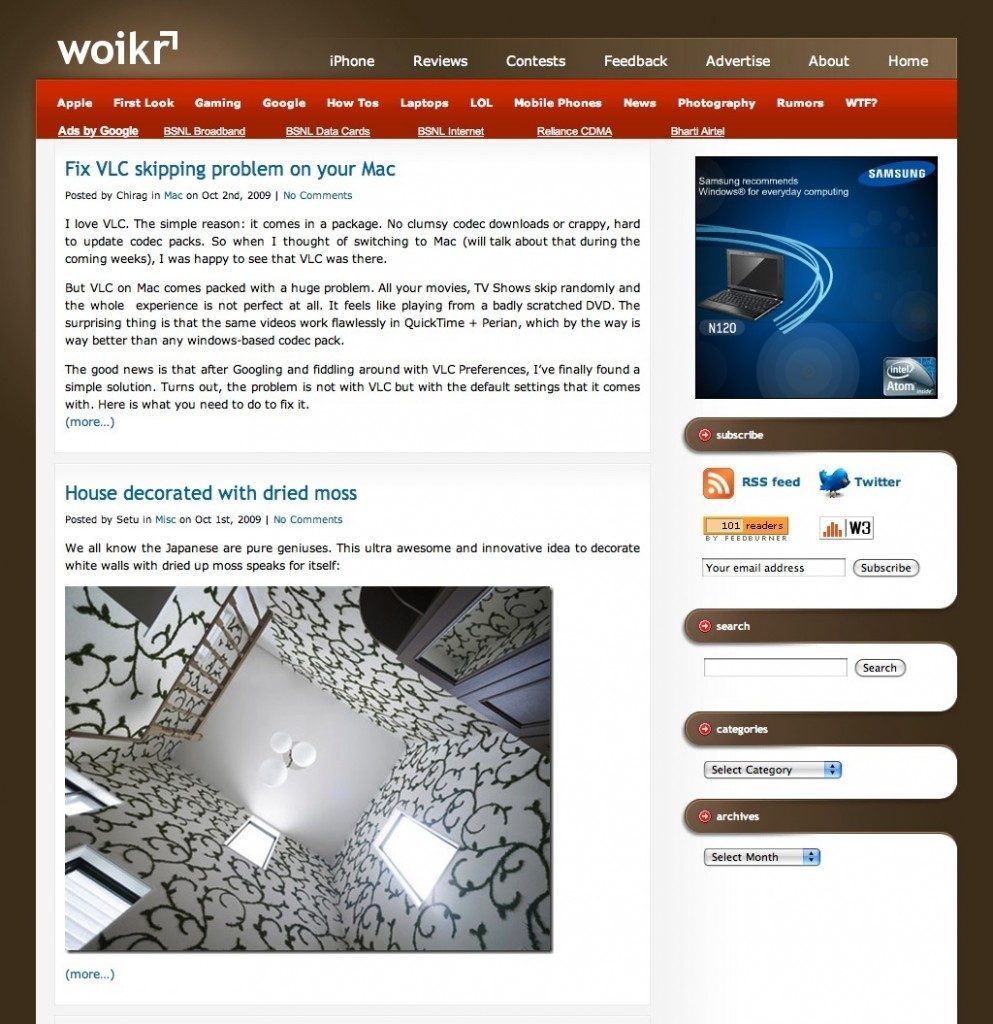 woikr
iPhone Reviews Contests Feedback Advertise About Home
Apple First Look Gaming Google How Tos Laptops LOL Mobile Phones News Photography Rumors WTF?
Ads by Google BSNL Broadband BSNL Data Cards BSNL Internet Reliance CDMA Bharti Airtel
Fix VLC skipping problem on your Mac
Posted by Chirag in Mac on Oct 2nd, 2009 | No Comments
I love VLC. The simple reason: it comes in a package. No clumsy codec downloads or crappy, hard
to update codec packs. So when I thought of switching to Mac (will talk about that during the
coming weeks), I was happy to see that VLC was there.
But VLC on Mac comes packed with a huge problem. All your movies, TV Shows skip randomly and
the whole experience is not perfect at all. It feels like playing from a badly scratched DVD. The
surprising thing is that the same videos work flawlessly in QuickTime + Perian, which by the way is
way better than any windows-based codec pack.
The good news is that after Googling and fiddling around with VLC Preferences, I've finally found a
simple solution. Turns out, the problem is not with VLC but with the default settings that it comes
with. Here is what you need to do to fix it.
(more...)
House decorated with dried moss
Posted by Setu in Misc on Oct 1st, 2009 | No Comments
We all know the Japanese are pure geniuses. This ultra awesome and innovative idea to decorate
white walls with dried up moss speaks for itself:
(more...)
SAMSUNG
Samsung recommends
Windows® for everyday computing
N120
intel
Atom
inside
subscribe
RSS feed Twitter
101 readers
BY FEEDBURNER
W3
Your email address Subscribe
search
Search
categories
Select Category
archives
Select Month